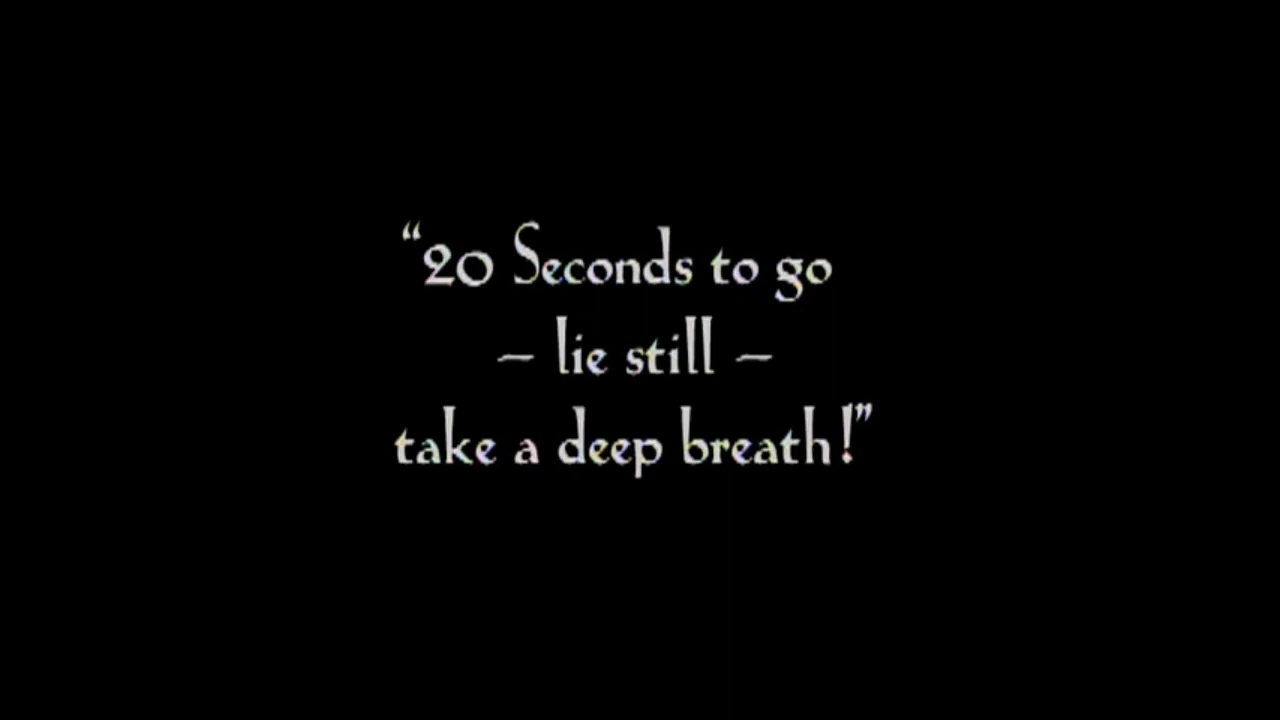 “20 Seconds to go
– lie still –
take a deep breath!”